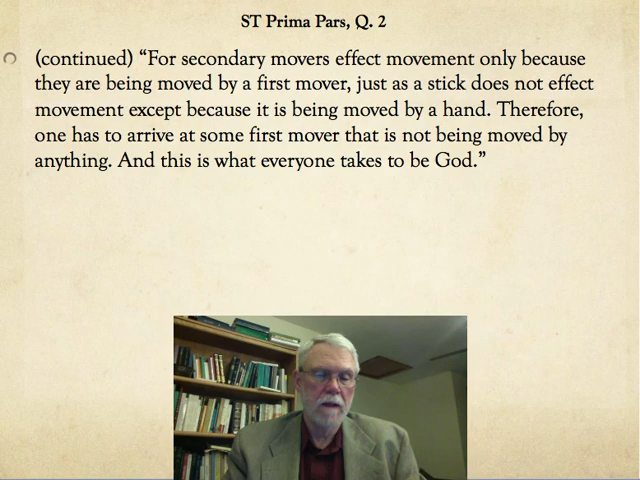 ST Prima Pars, Q. 2
(continued) “For secondary movers effect movement only because
they are being moved by a first mover, just as a stick does not effect
movement except because it is being moved by a hand. Therefore,
one has to arrive at some first mover that is not being moved by
anything. And this is what everyone takes to be God.”